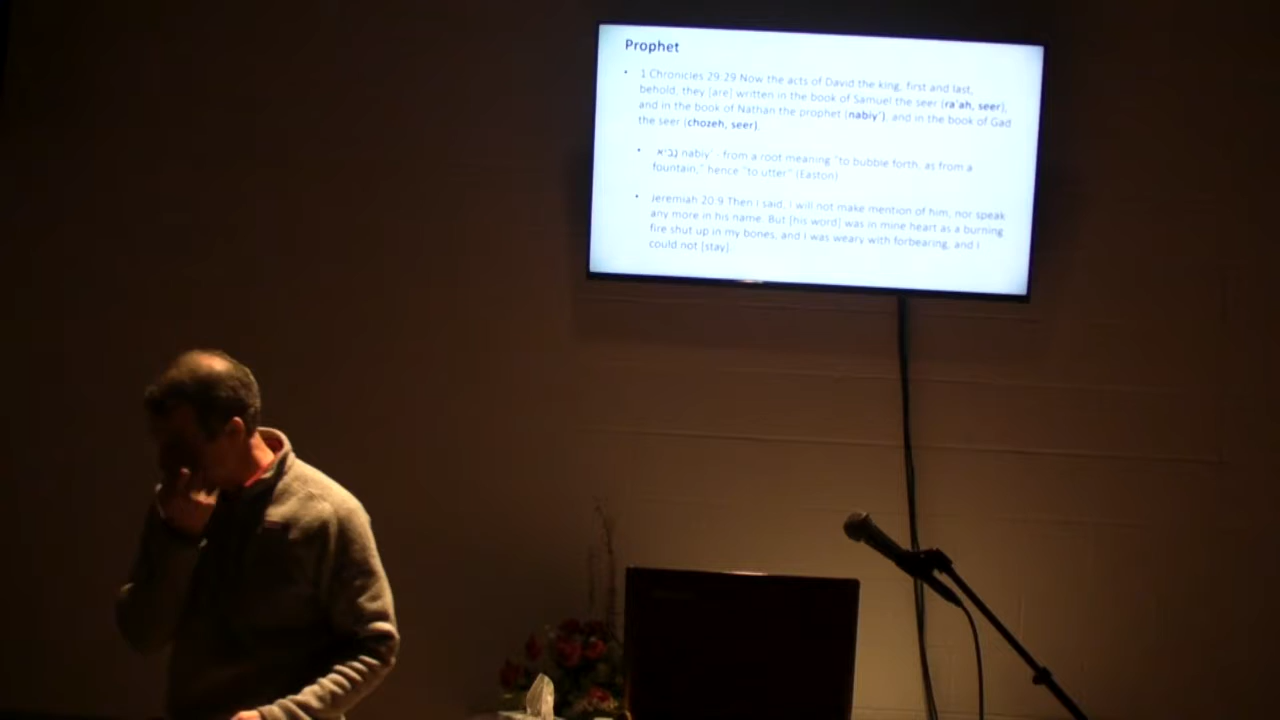 Prophet
• 1 Chronicles 29:29 Now the acts of David the king, first and last,
behold, they [are] written in the book of Samuel the seer (ra'ah, seer),
and in the book of Nathan the prophet (nabiy'), and in the book of Gad
the seer (chozeh, seer)
• נביא nabiy' - from a root meaning "to bubble forth, as from a
fountain," hence "to utter" (Easton)
• Jeremiah 20:9 Then I said, I will not make mention of him, nor speak
any more in his name. But [his word] was in mine heart as a burning
fire shut up in my bones, and I was weary with forbearing, and I
could not [stay].